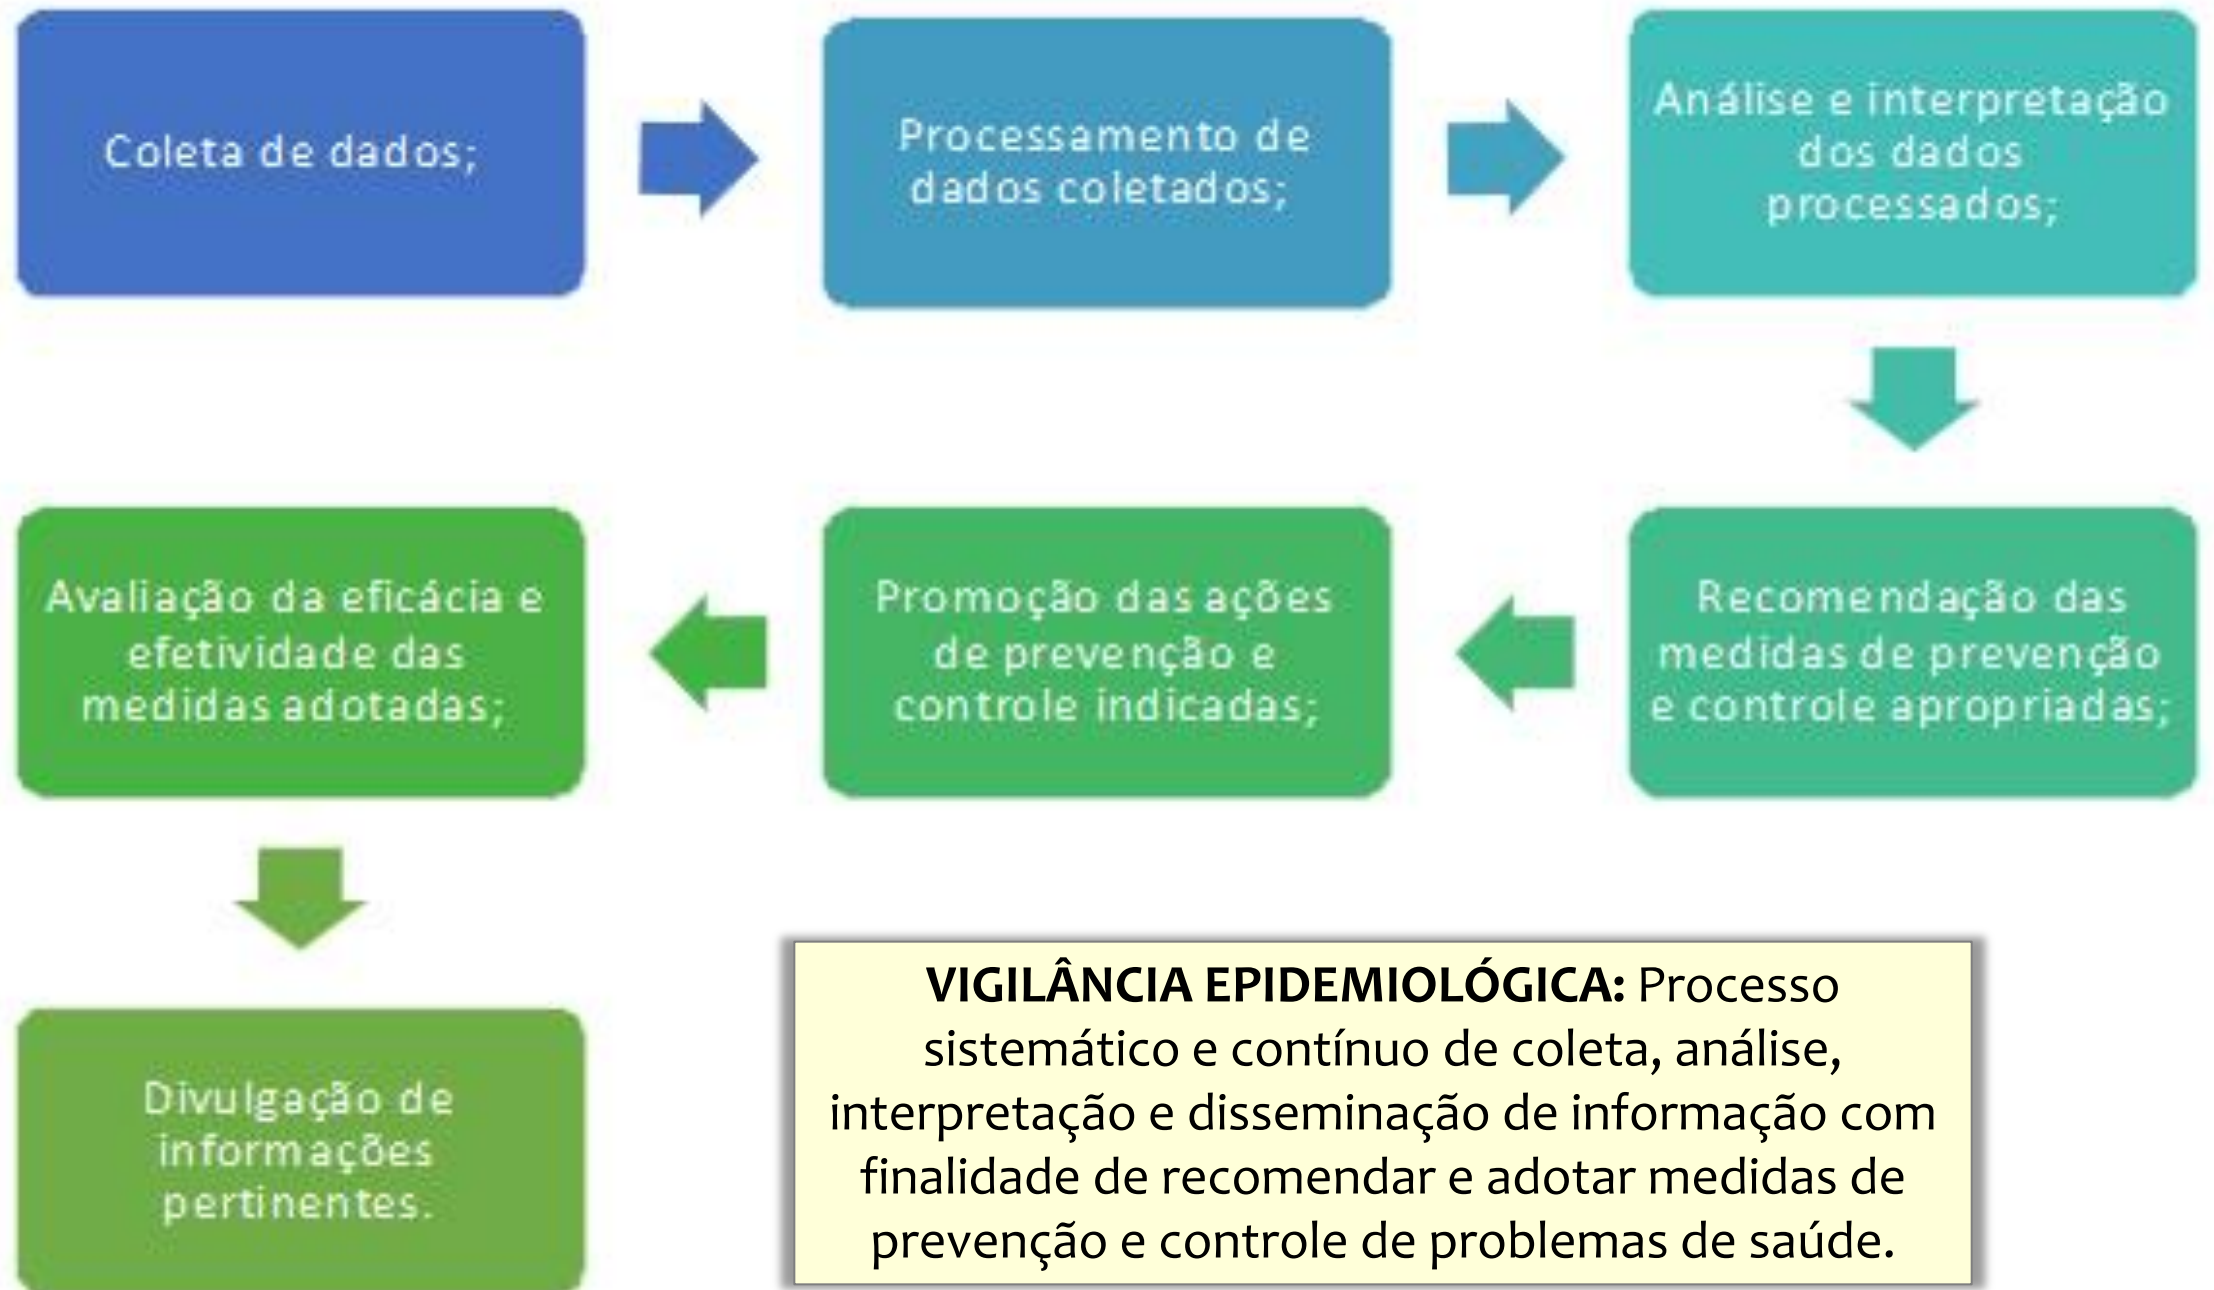 Coleta de dados;
Processamento de
dados coletados;
Análise e interpretação
dos dados
processados;
Recomendação das
medidas de prevenção
e controle apropriadas;
Promoção das ações
de prevenção e
controle indicadas;
Avaliação da eficácia e
efetividade das
medidas adotadas;
Divulgação de
informações
pertinentes.
VIGILÂNCIA EPIDEMIOLÓGICA: Processo
sistemático e contínuo de coleta, análise,
interpretação e disseminação de informação com
finalidade de recomendar e adotar medidas de
prevenção e controle de problemas de saúde.